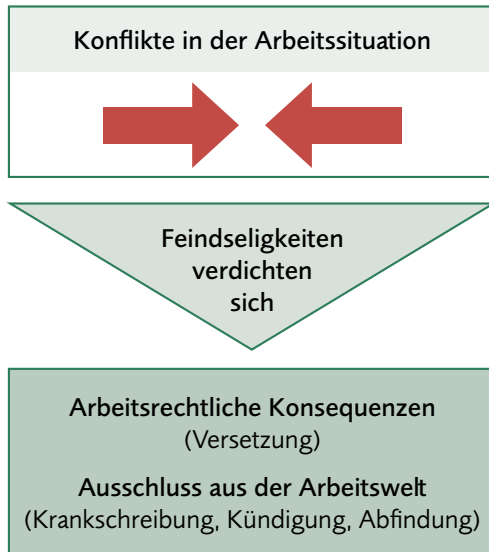 Konflikte in der Arbeitssituation
Feindseligkeiten
verdichten
sich
Arbeitsrechtliche Konsequenzen
(Versetzung)
Ausschluss aus der Arbeitswelt
(Krankschreibung, Kündigung, Abfindung)